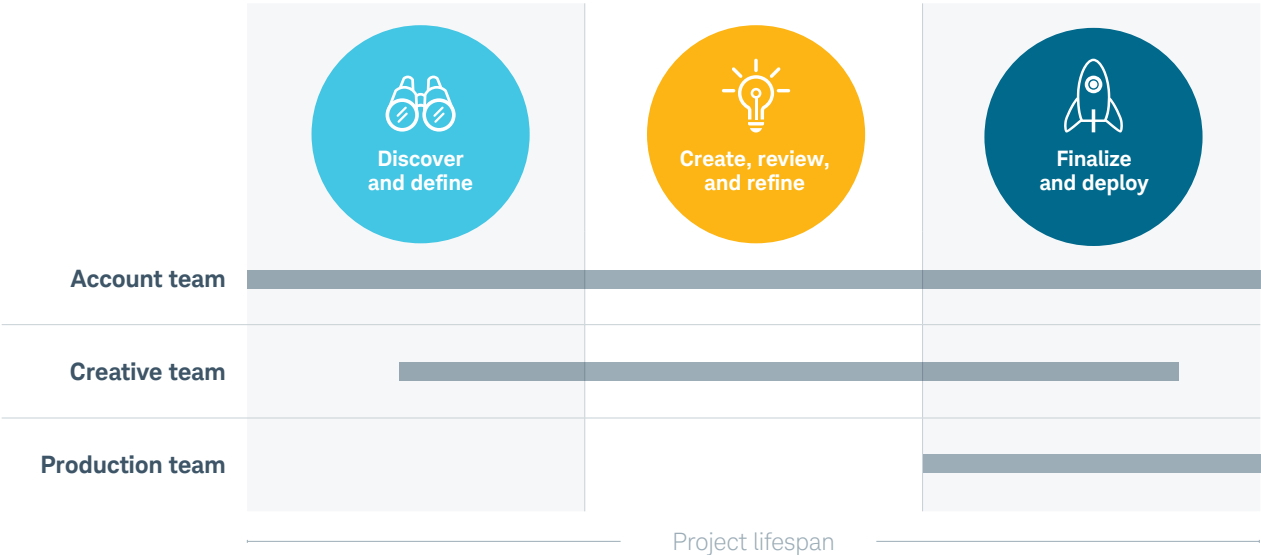 Discover
and define
Create, review,
and refine
Finalize
and deploy
Account team
Creative team
Production team
Project lifespan